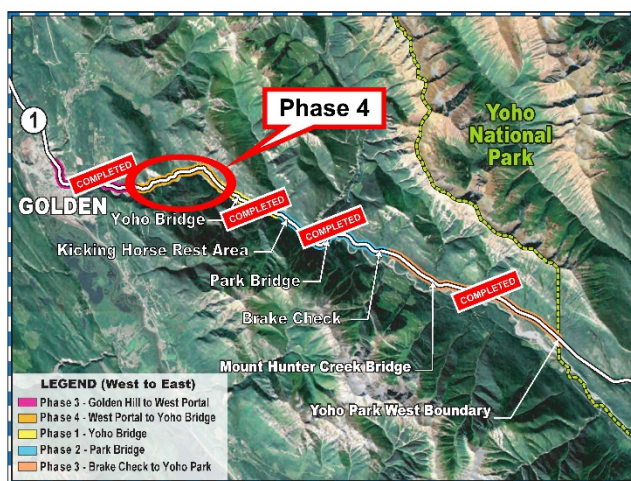 Phase 4
1
Yoho
National
Park
COMPLETED
GOLDEN
Yoho Bridge
COMPLETED
Kicking Horse Rest Area
COMPLETED
Park Bridge
COMPLETED
Brake Check
Mount Hunter Creek Bridge
Yoho Park West Boundary
LEGEND (West to East)
Phase 3 - Golden Hill to West Portal
Phase 4 - West Portal to Yoho Bridge
Phase 1 - Yoho Bridge
Phase 2 - Park Bridge
Phase 3 - Brake Check to Yoho Park